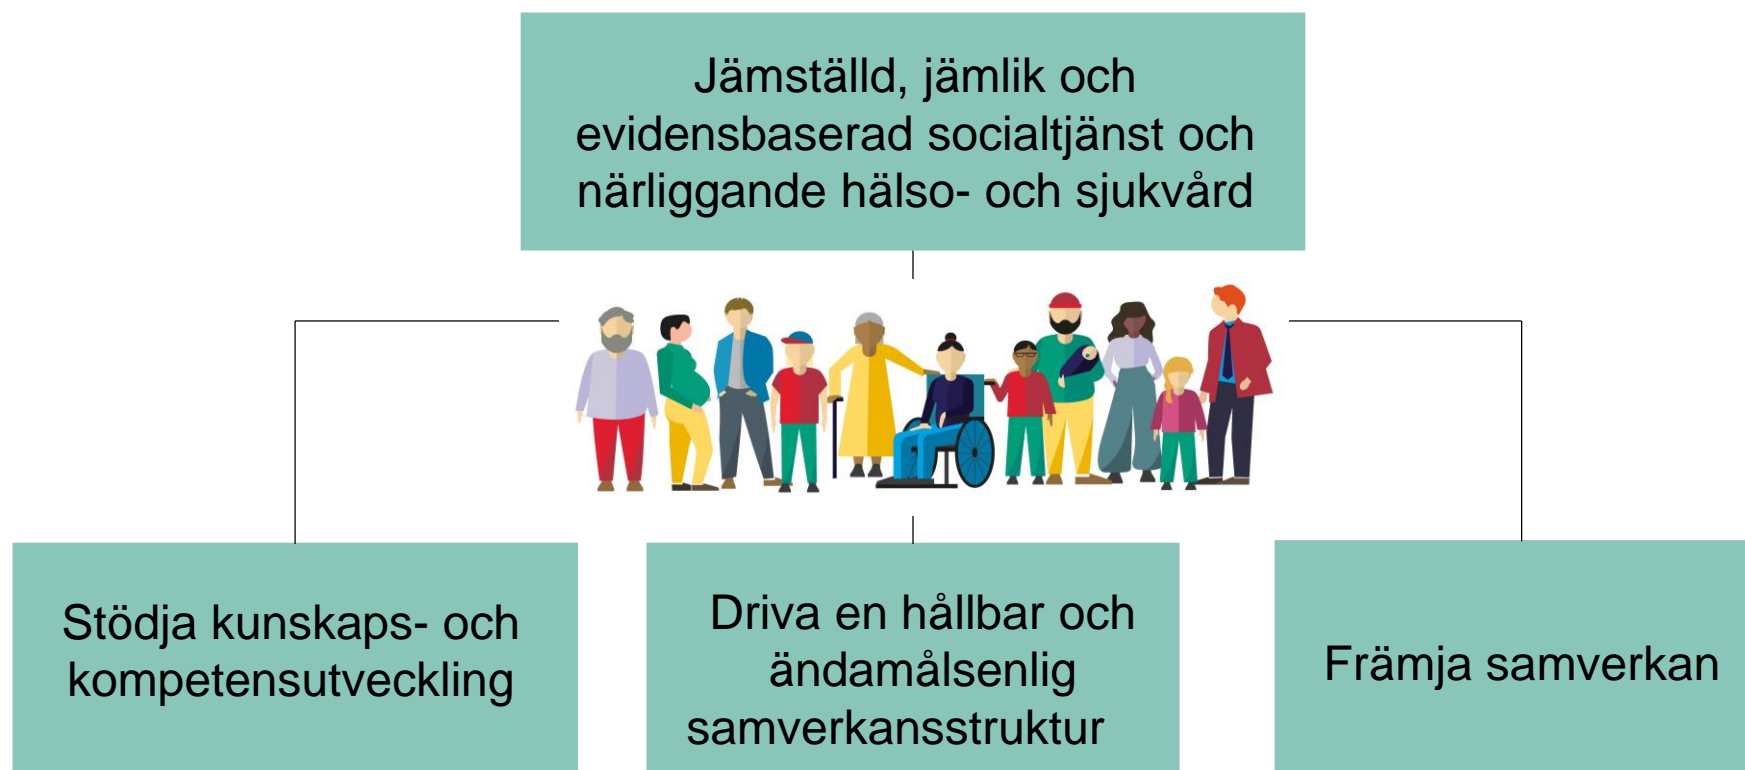 Jämställd, jämlik och
evidensbaserad socialtjänst och
närliggande hälso- och sjukvård
Stödja kunskaps- och
kompetensutveckling
Driva en hållbar och
ändamålsenlig
samverkansstruktur
Främja samverkan